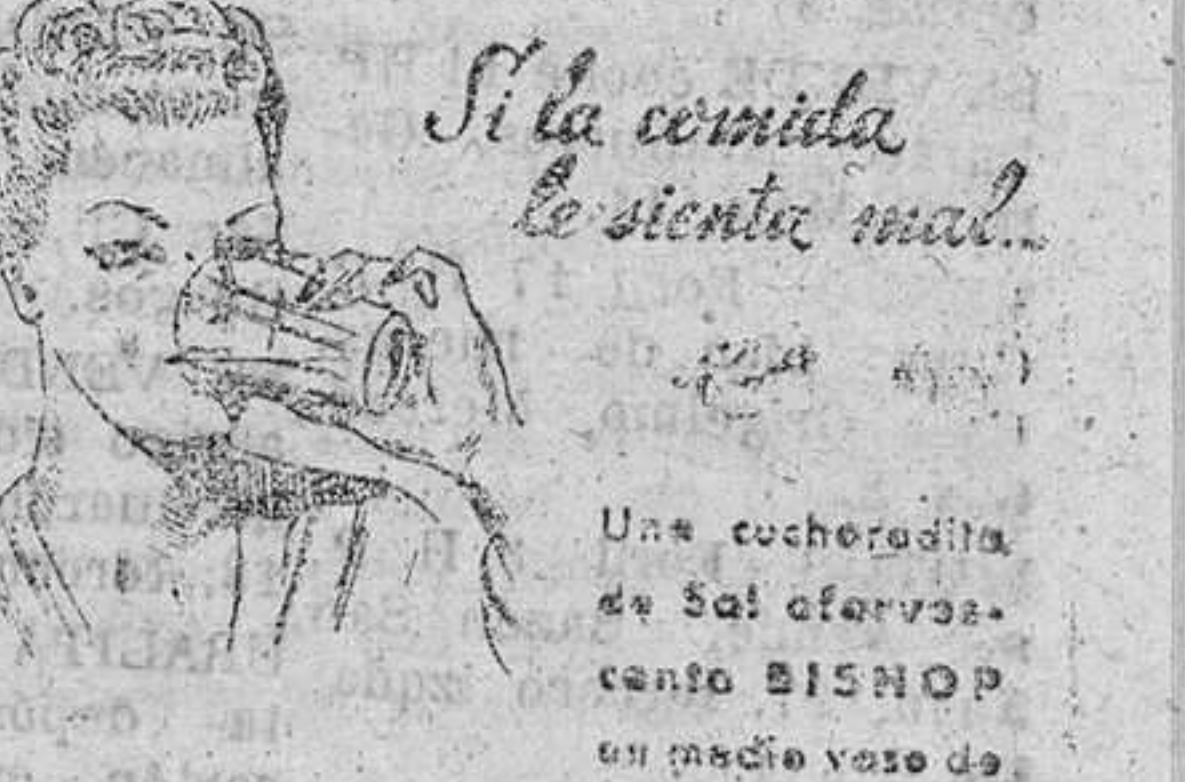 Si la comida
le sienta mal...
Una cucharadita
de Sal eferves-
cente BISHOP
en medio vaso de